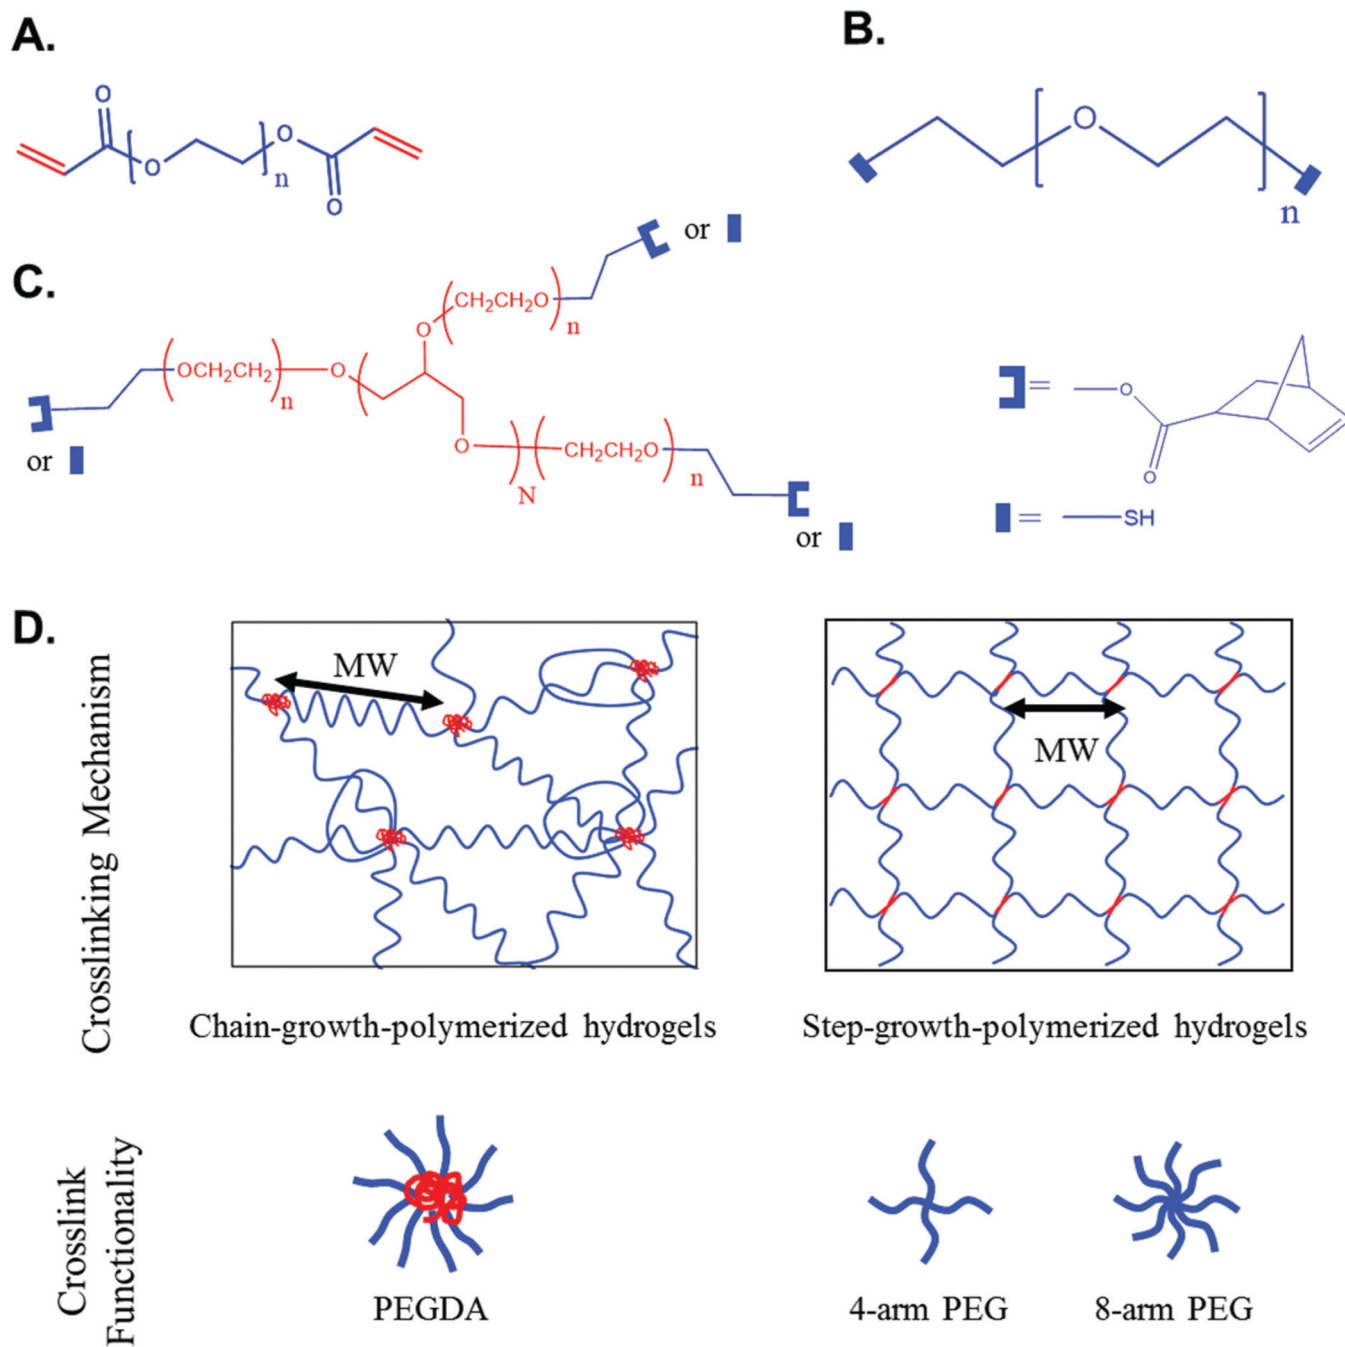 A.
B.
O
O
O
O
n
O
n
C.
or
(CH₂CH₂O)
n
O
(OCH₂CH₂)
n
O
(
O
)
N
(CH₂CH₂O)
n
or
or
=
O
O
=
SH
D.
Crosslinking Mechanism
MW
MW
Chain-growth-polymerized hydrogels
Step-growth-polymerized hydrogels
Crosslink
Functionality
PEGDA
4-arm PEG
8-arm PEG